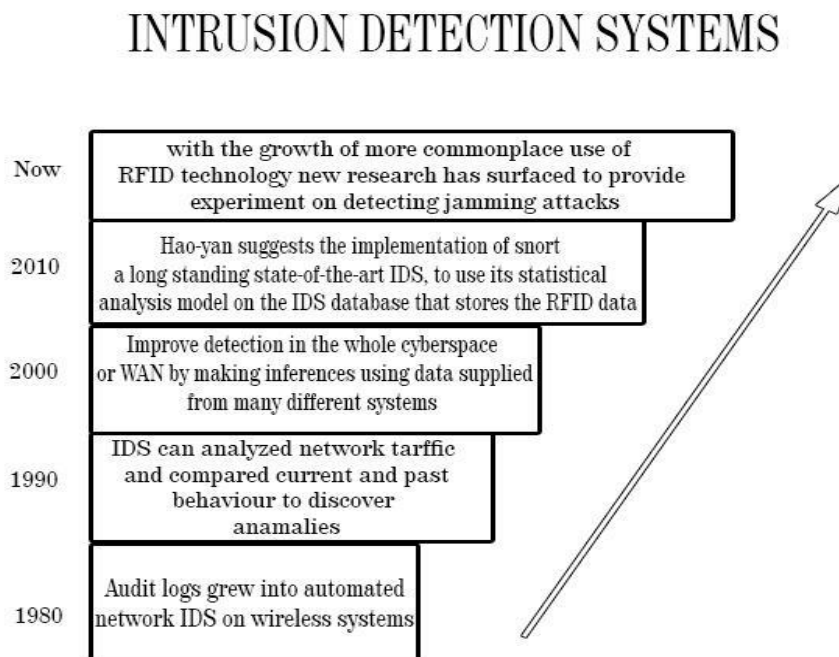 INTRUSION DETECTION SYSTEMS
Now
with the growth of more commonplace use of
RFID technology new research has surfaced to provide
experiment on detecting jamming attacks
2010
Hao-yan suggests the implementation of snort
a long standing state-of-the-art IDS, to use its statistical
analysis model on the IDS database that stores the RFID data
2000
Improve detection in the whole cyberspace
or WAN by making inferences using data supplied
from many different systems
1990
IDS can analyzed network tarffic
and compared current and past
behaviour to discover
anamalies
1980
Audit logs grew into automated
network IDS on wireless systems